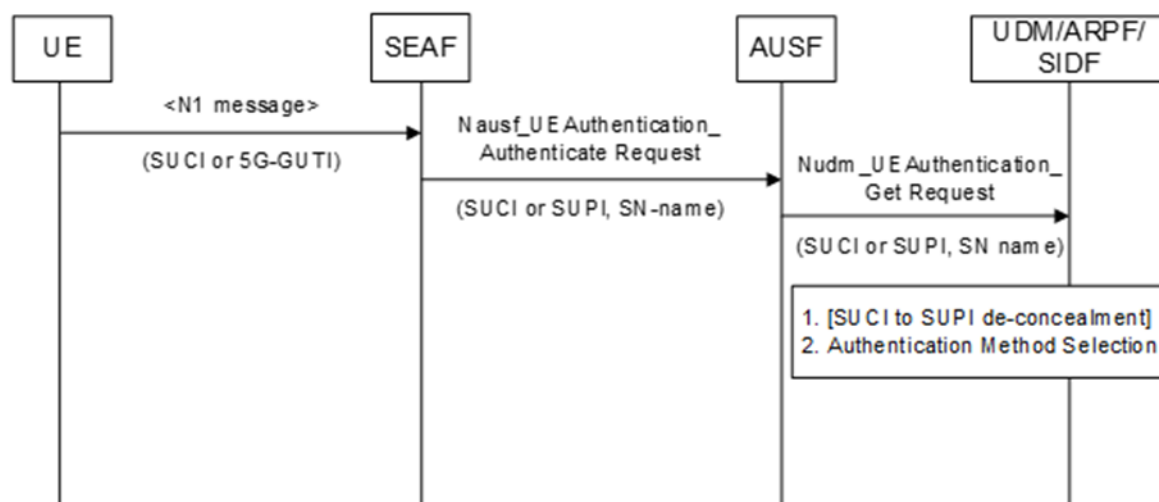 UE
SEAF
AUSF
UDM/ARPF/
SIDF
<N1 message>
(SUCI or 5G-GUTI)
Nausf_UEAuthentication_
Authenticate Request
(SUCI or SUPI, SN-name)
Nudm_UEAuthentication_
Get Request
(SUCI or SUPI, SN name)
1. [SUCI to SUPI de-concealment]
2. Authentication Method Selection